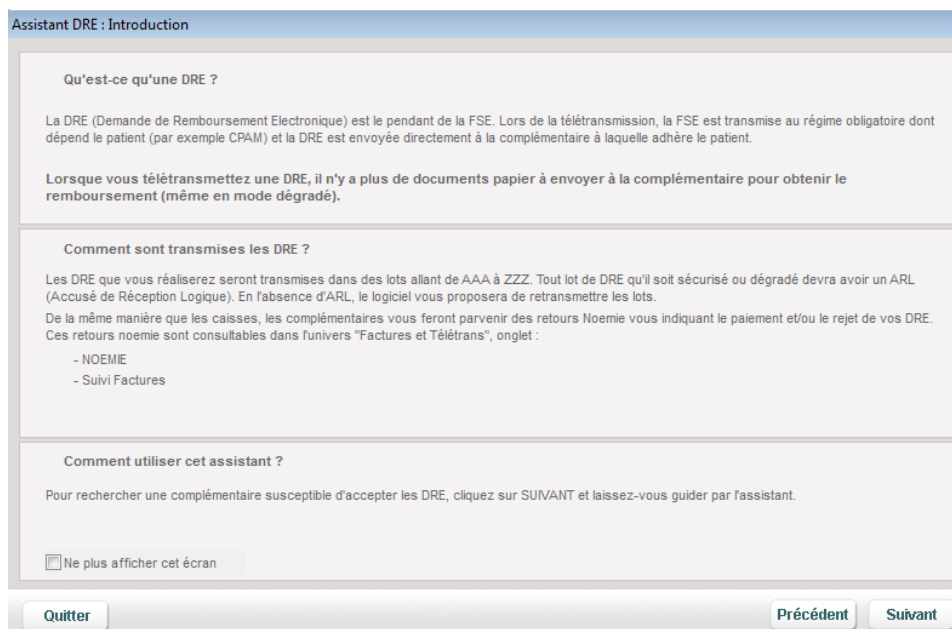 Assistant DRE : Introduction
Qu'est-ce qu'une DRE ?
La DRE (Demande de Remboursement Electronique) est le pendant de la FSE. Lors de la télétransmission, la FSE est transmise au régime obligatoire dont
dépend le patient (par exemple CPAM) et la DRE est envoyée directement à la complémentaire à laquelle adhère le patient.
Lorsque vous télétransmettez une DRE, il n'y a plus de documents papier à envoyer à la complémentaire pour obtenir le
remboursement (même en mode dégradé).
Comment sont transmises les DRE ?
Les DRE que vous réaliserez seront transmises dans des lots allant de AAA à ZZZ. Tout lot de DRE qu'il soit sécurisé ou dégradé devra avoir un ARL
(Accusé de Réception Logique). En l'absence d'ARL, le logiciel vous proposera de retransmettre les lots.
De la même manière que les caisses, les complémentaires vous feront parvenir des retours Noemie vous indiquant le paiement et/ou le rejet de vos DRE.
Ces retours noemie sont consultables dans l'univers "Factures et Télétrans", onglet :
- NOEMIE
- Suivi Factures
Comment utiliser cet assistant ?
Pour rechercher une complémentaire susceptible d'accepter les DRE, cliquez sur SUIVANT et laissez-vous guider par l'assistant.
Ne plus afficher cet écran
Quitter
Précédent
Suivant